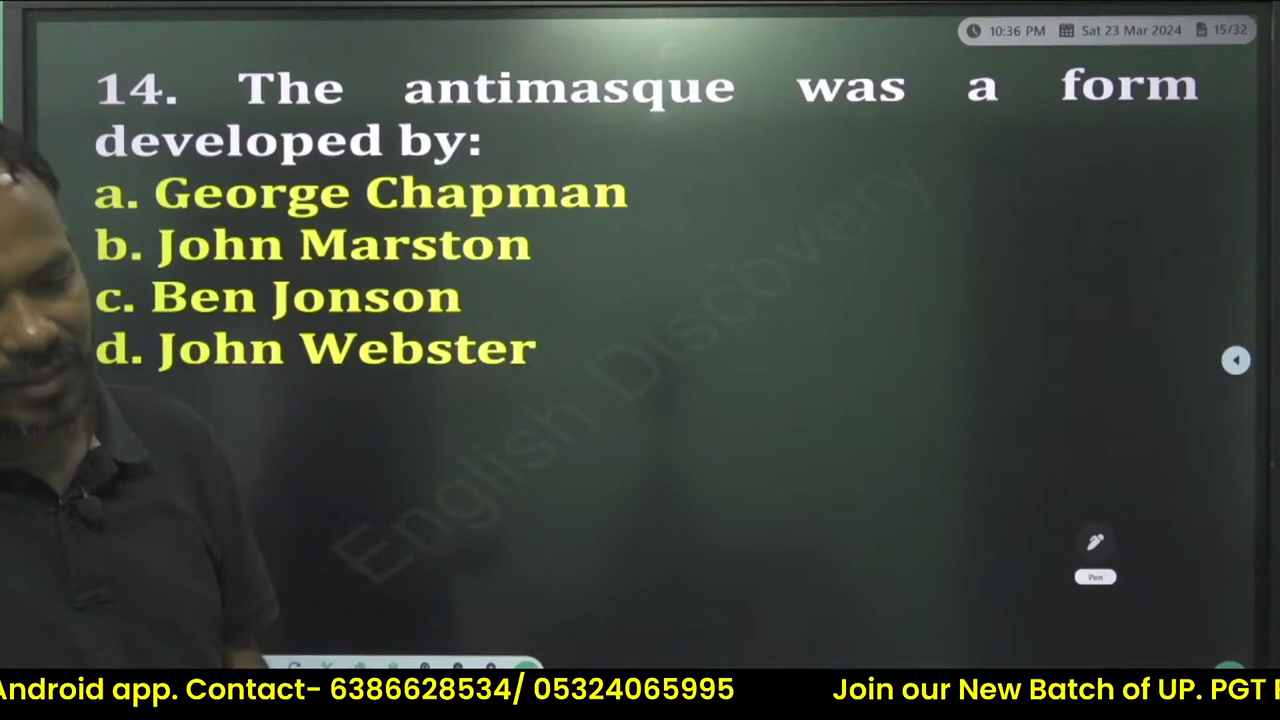 10:36 PM Sat 23 Mar 2024 15/32
14. The antimasque was a form
developed by:
a. George Chapman
b. John Marston
c. Ben Jonson
d. John Webster
English Discovery
Pen
Android app. Contact- 6386628534/ 05324065995 Join our New Batch of UP. PGT